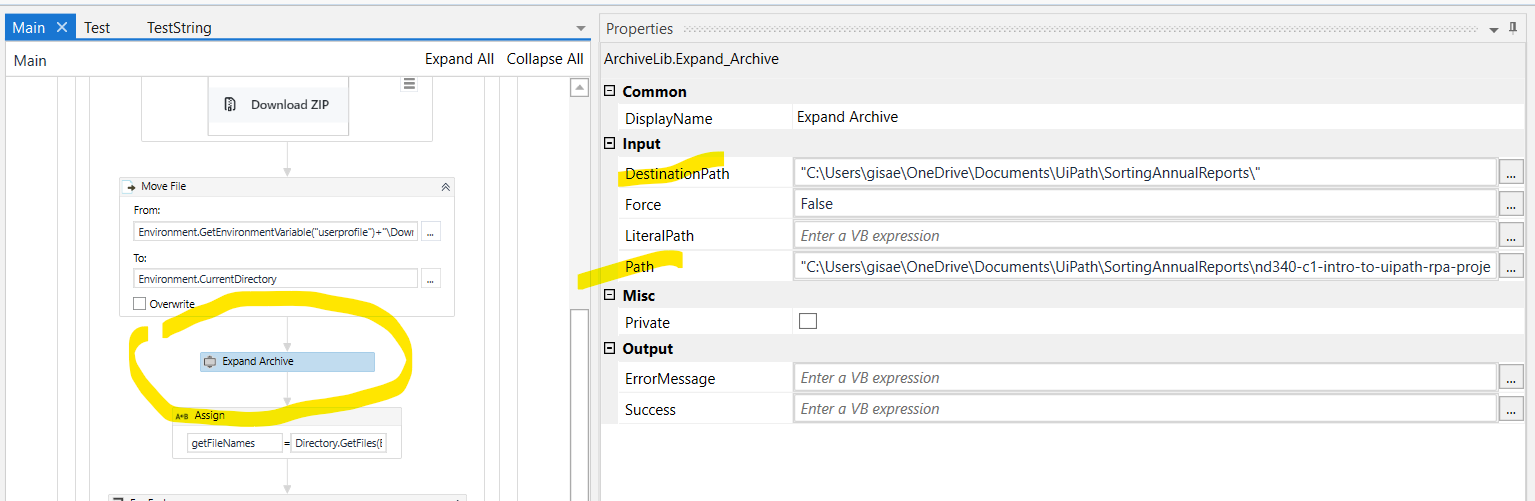 Main
Test
TestString
Main
Expand All
Collapse All
Download ZIP
Move File
From:
Environment.GetEnvironmentVariable("userprofile")+"\Dow
...
To:
Environment.CurrentDirectory
...
Overwrite
Expand Archive
A+B Assign
getFileNames = Directory.GetFiles(E
Properties
ArchiveLib.Expand_Archive
Common
DisplayName Expand Archive
Input
DestinationPath "C:\Users\gisae\OneDrive\Documents\UiPath\SortingAnnualReports\" ...
Force False ...
LiteralPath Enter a VB expression ...
Path "C:\Users\gisae\OneDrive\Documents\UiPath\SortingAnnualReports\nd340-c1-intro-to-uipath-rpa-proje ...
Misc
Private
Output
ErrorMessage Enter a VB expression ...
Success Enter a VB expression ...